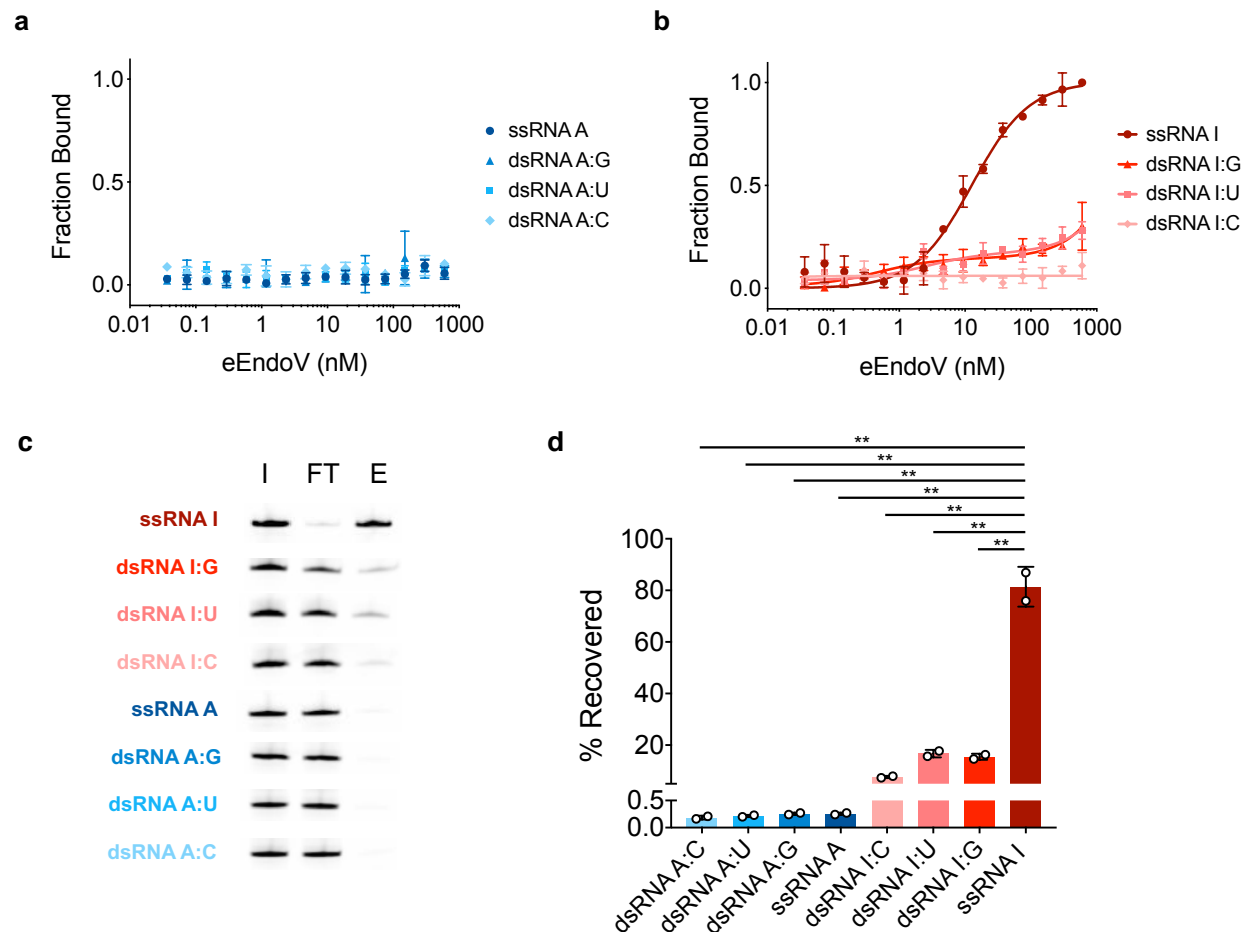 a
1.0
0.5
0.0
Fraction Bound
0.01 0.1 1 10 100 1000
eEndoV (nM)
ssRNA A
dsRNA A:G
dsRNA A:U
dsRNA A:C
b
1.0
0.5
0.0
Fraction Bound
0.01 0.1 1 10 100 1000
eEndoV (nM)
ssRNA I
dsRNA I:G
dsRNA I:U
dsRNA I:C
c
I FT E
ssRNA I
dsRNA I:G
dsRNA I:U
dsRNA I:C
ssRNA A
dsRNA A:G
dsRNA A:U
dsRNA A:C
d
**
**
**
**
**
**
**
100
80
60
40
20
0.5
0.0
% Recovered
dsRNA A:C
dsRNA A:U
dsRNA A:G
ssRNA A
dsRNA I:C
dsRNA I:U
dsRNA I:G
ssRNA I